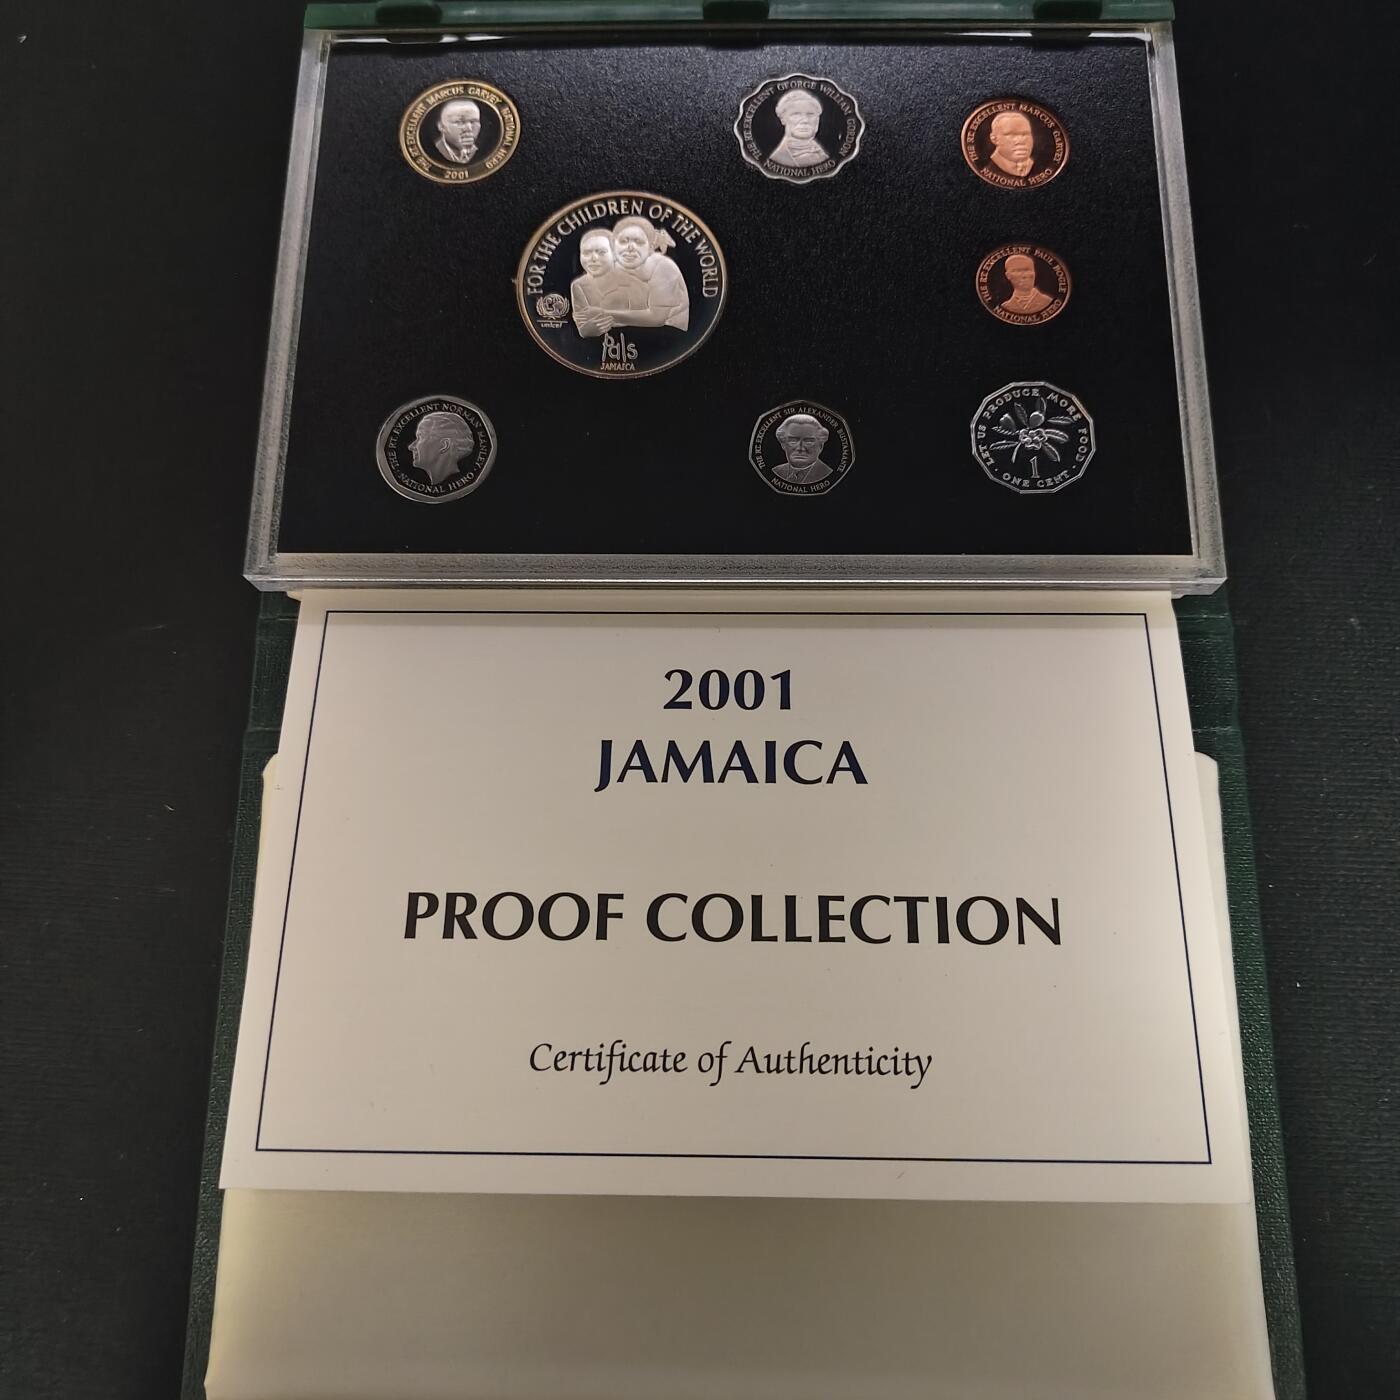 THE RT. EXCELLENT MARCUS GARVEY NATIONAL HERO
2001
THE RT. EXCELLENT GEORGE WILLIAM GORDON
NATIONAL HERO
THE RT. EXCELLENT MARCUS GARVEY
NATIONAL HERO
FOR THE CHILDREN OF THE WORLD
unicef
Pals
JAMAICA
THE RT. EXCELLENT PAUL BOGLE
NATIONAL HERO
THE RT. EXCELLENT NORMAN MANLEY
NATIONAL HERO
THE RT. EXCELLENT SIR ALEXANDER BUSTAMANTE
NATIONAL HERO
LET US PRODUCE MORE FOOD
1
ONE CENT
2001
JAMAICA
PROOF COLLECTION
Certificate of Authenticity